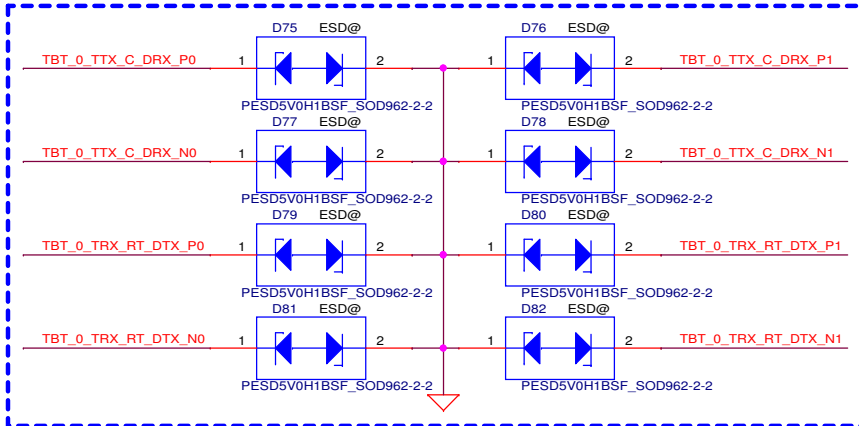 D75 ESD@ D76 ESD@
TBT_0_TTX_C_DRX_P0 1 2 1 2 TBT_0_TTX_C_DRX_P1
PESD5V0H1BSF_SOD962-2-2 PESD5V0H1BSF_SOD962-2-2
D77 ESD@ D78 ESD@
TBT_0_TTX_C_DRX_N0 1 2 1 2 TBT_0_TTX_C_DRX_N1
PESD5V0H1BSF_SOD962-2-2 PESD5V0H1BSF_SOD962-2-2
D79 ESD@ D80 ESD@
TBT_0_TRX_RT_DTX_P0 1 2 1 2 TBT_0_TRX_RT_DTX_P1
PESD5V0H1BSF_SOD962-2-2 PESD5V0H1BSF_SOD962-2-2
D81 ESD@ D82 ESD@
TBT_0_TRX_RT_DTX_N0 1 2 1 2 TBT_0_TRX_RT_DTX_N1
PESD5V0H1BSF_SOD962-2-2 PESD5V0H1BSF_SOD962-2-2